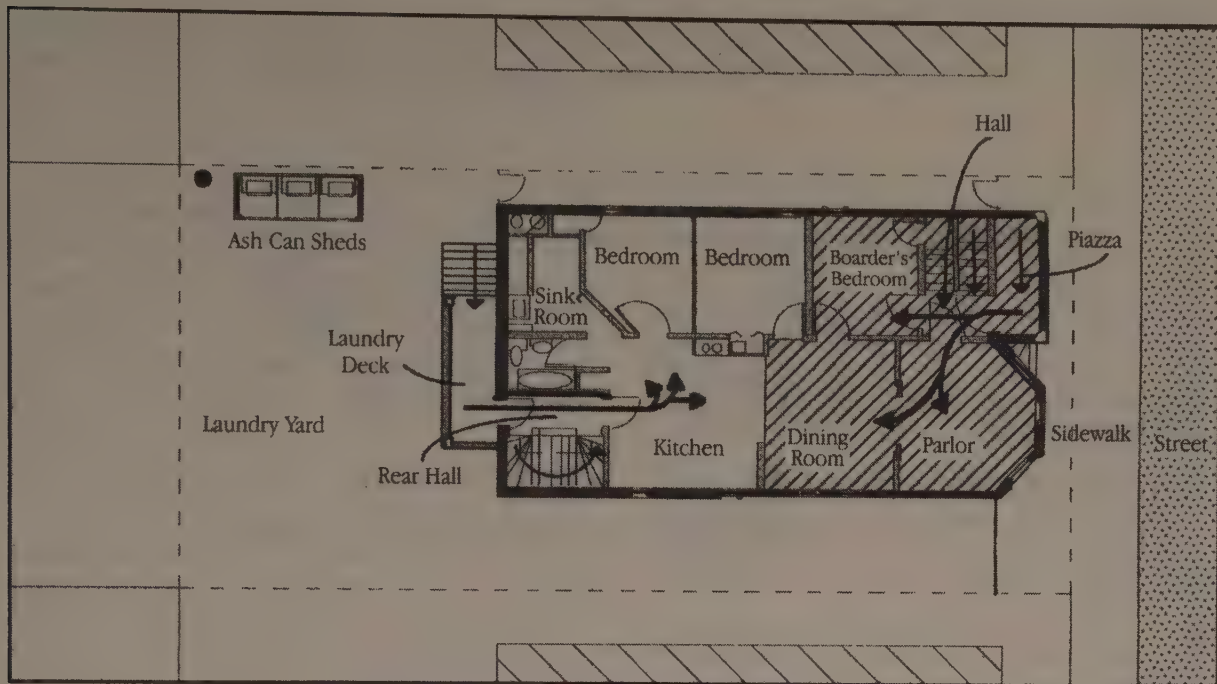 Hall
Piazza
Ash Can Sheds
Bedroom
Bedroom
Boarder's
Bedroom
Sink
Room
Laundry
Deck
Laundry Yard
Rear Hall
Kitchen
Dining
Room
Parlor
Sidewalk
Street